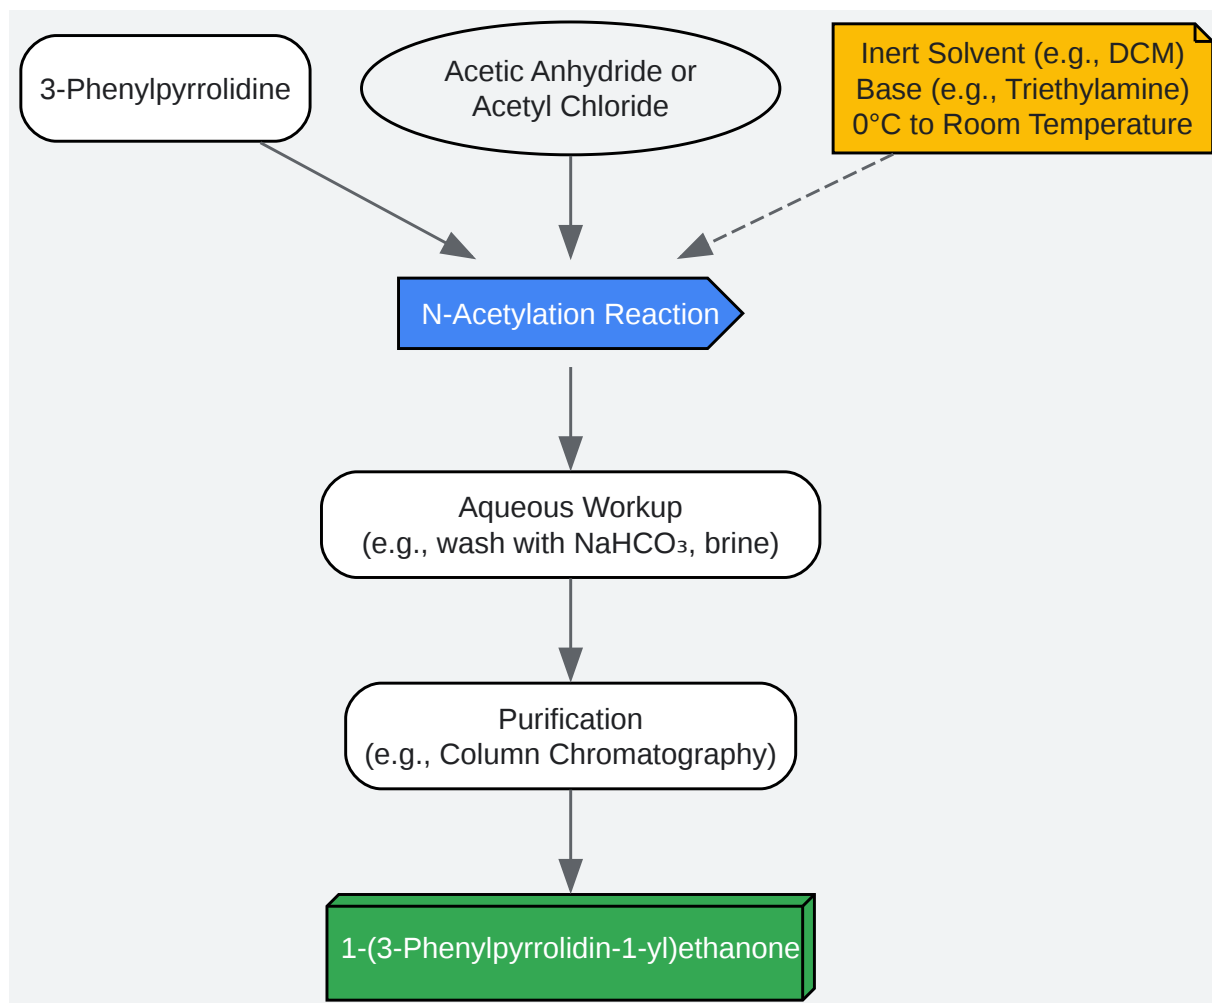 3-Phenylpyrrolidine
Acetic Anhydride or
Acetyl Chloride
Inert Solvent (e.g., DCM)
Base (e.g., Triethylamine)
0°C to Room Temperature
N-Acetylation Reaction
Aqueous Workup
(e.g., wash with NaHCO₃, brine)
Purification
(e.g., Column Chromatography)
1-(3-Phenylpyrrolidin-1-yl)ethanone